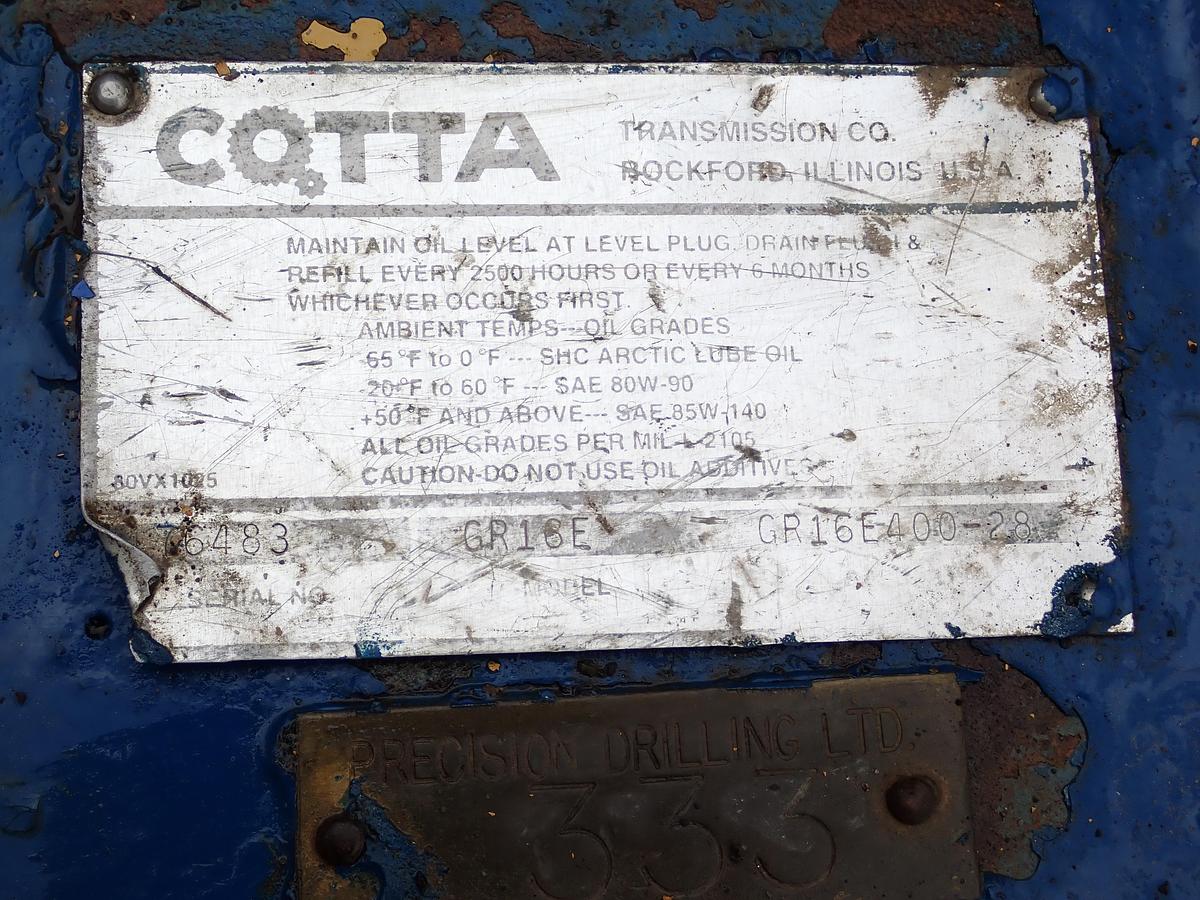 COTTA
TRANSMISSION CO.
ROCKFORD, ILLINOIS U.S.A.
MAINTAIN OIL LEVEL AT LEVEL PLUG. DRAIN FLUSH &
REFILL EVERY 2500 HOURS OR EVERY 6 MONTHS
WHICHEVER OCCURS FIRST.
AMBIENT TEMPS---OIL GRADES
-65 °F to 0 °F --- SHC ARCTIC LUBE OIL
-20 °F to 60 °F --- SAE 80W-90
+50 °F AND ABOVE--- SAE 85W-140
ALL OIL GRADES PER MIL-L-2105
CAUTION-DO NOT USE OIL ADDITIVES
80VX1025
GR16E GR16E400-28
SERIAL NO. MODEL
PRECISION DRILLING LTD.
333